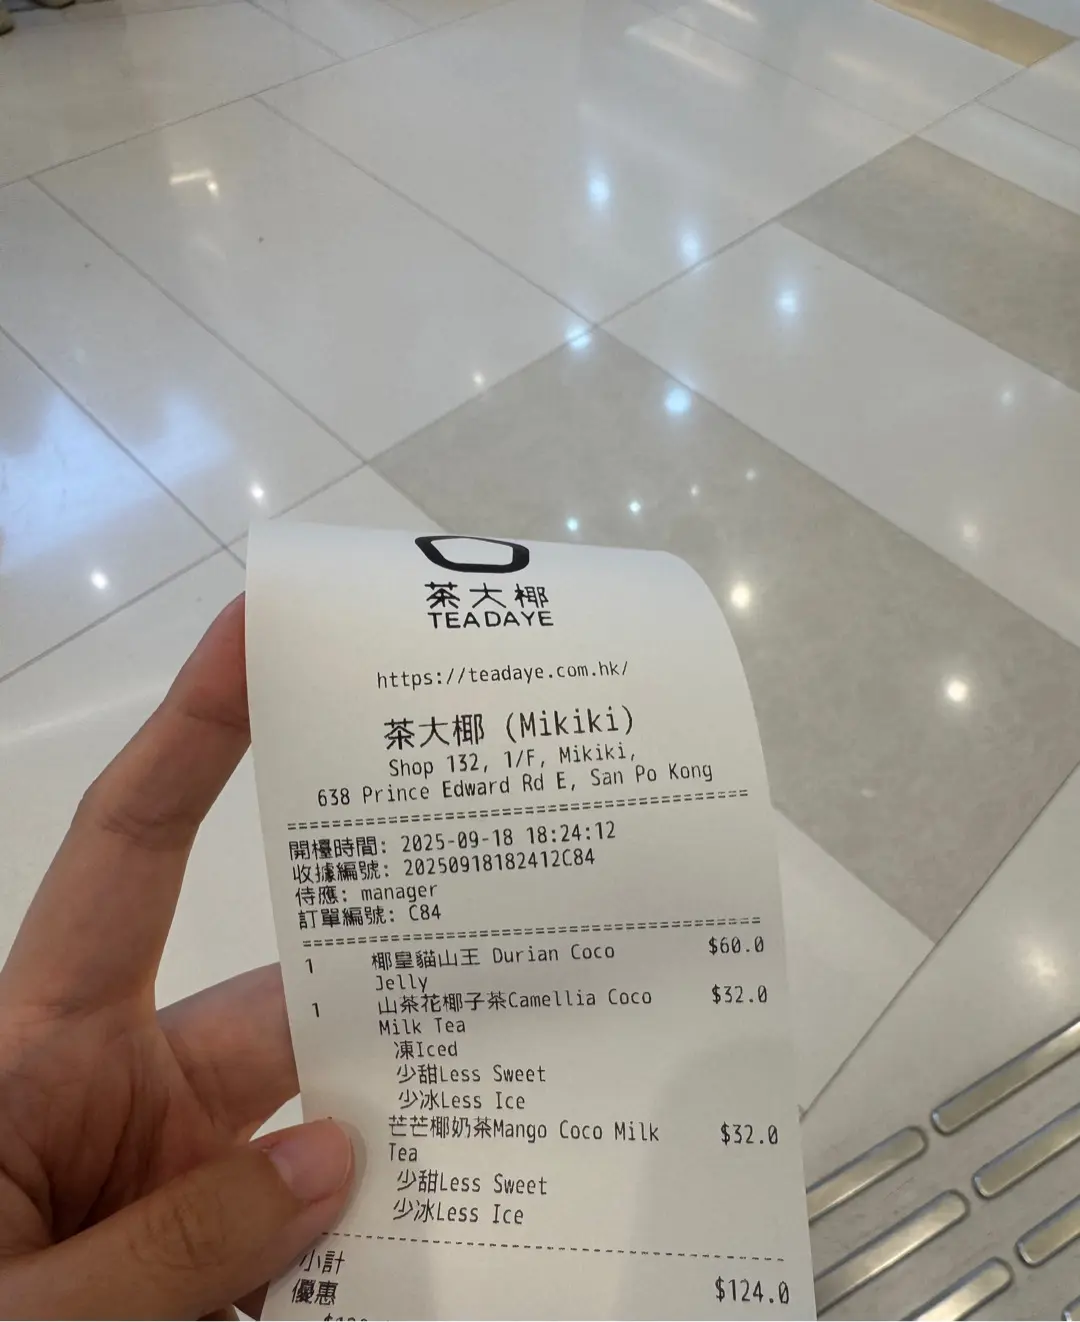 茶大椰
TEADAYE
https://teadaye.com.hk/
茶大椰 (Mikiki)
Shop 132, 1/F, Mikiki,
638 Prince Edward Rd E, San Po Kong
開檯時間: 2025-09-18 18:24:12
收據編號: 20250918182412C84
侍應: manager
訂單編號: C84
1 椰皇貓山王 Durian Coco $60.0
Jelly
1 山茶花椰子茶Camellia Coco $32.0
Milk Tea
凍Iced
少甜Less Sweet
少冰Less Ice
芒芒椰奶茶Mango Coco Milk $32.0
Tea
少甜Less Sweet
少冰Less Ice
小計 $124.0
優惠